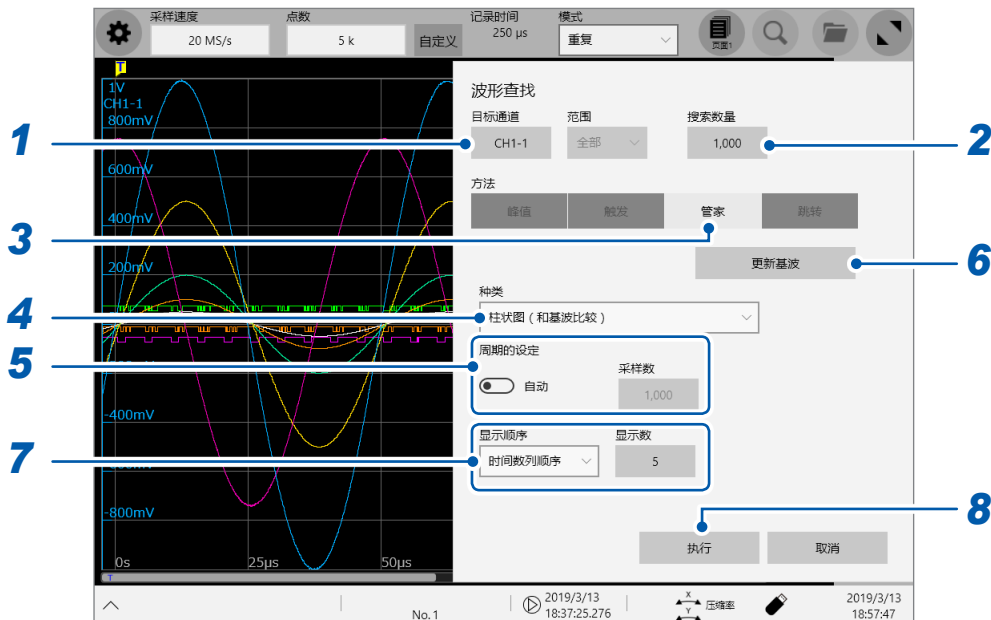 采样速度 点数 记录时间 模式
20 MS/s 5 k 自定义 250 μs 重复 页面1
T
1V 波形查找
CH1-1 目标通道 范围 搜索数量
800mV
1 CH1-1 全部 1,000 2
600mV
方法
400mV 峰值 触发 管家 跳转
3
200mV 更新基波 6
种类
4 柱状图（和基波比较）
5 周期的设定
采样数
自动 1,000
-400mV
显示顺序 显示数
7 时间数列顺序 5
-800mV 8
执行 取消
0s 25μs 50μs
T
No. 1 2019/3/13 18:37:25.276 X Y 压缩率 2019/3/13 18:57:47